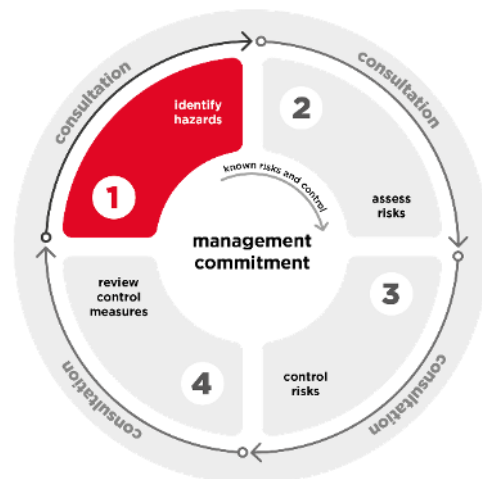 consultation
consultation
identify
hazards
1
2
assess
risks
known risks and control
management
commitment
3
control
risks
4
review
control
measures
consultation
consultation